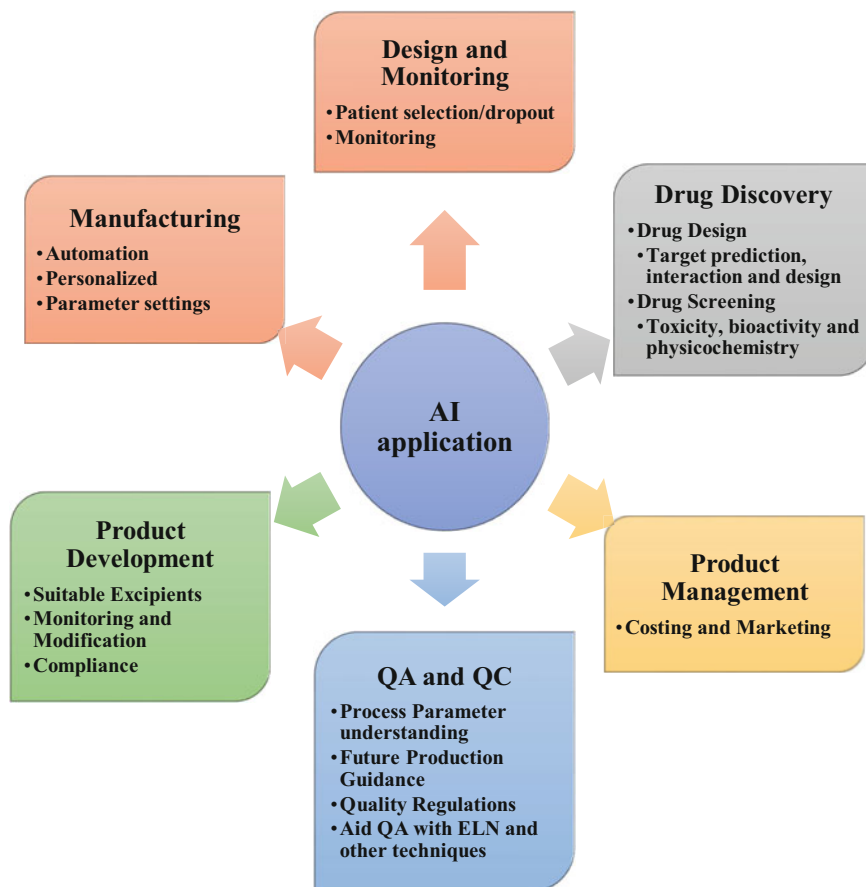 Design and
Monitoring
•Patient selection/dropout
•Monitoring
Manufacturing
•Automation
•Personalized
•Parameter settings
Drug Discovery
•Drug Design
•Target prediction,
interaction and design
•Drug Screening
•Toxicity, bioactivity and
physicochemistry
AI
application
Product
Development
•Suitable Excipients
•Monitoring and
Modification
•Compliance
Product
Management
•Costing and Marketing
QA and QC
•Process Parameter
understanding
•Future Production
Guidance
•Quality Regulations
•Aid QA with ELN and
other techniques